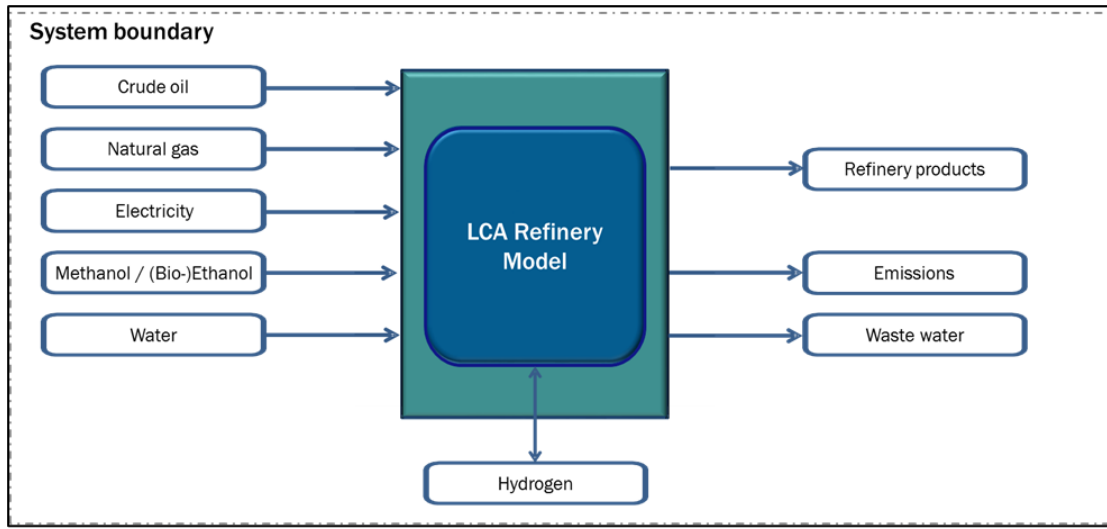 System boundary
Crude oil
Natural gas
Electricity
Methanol / (Bio-)Ethanol
Water
LCA Refinery
Model
Refinery products
Emissions
Waste water
Hydrogen